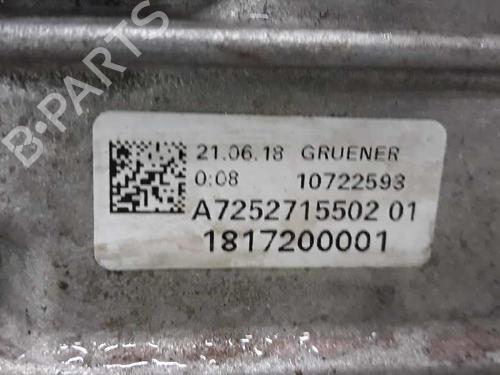 B-PARTS
21.06.18 GRUENER
0:08 10722593
A7252715502 01
1817200001